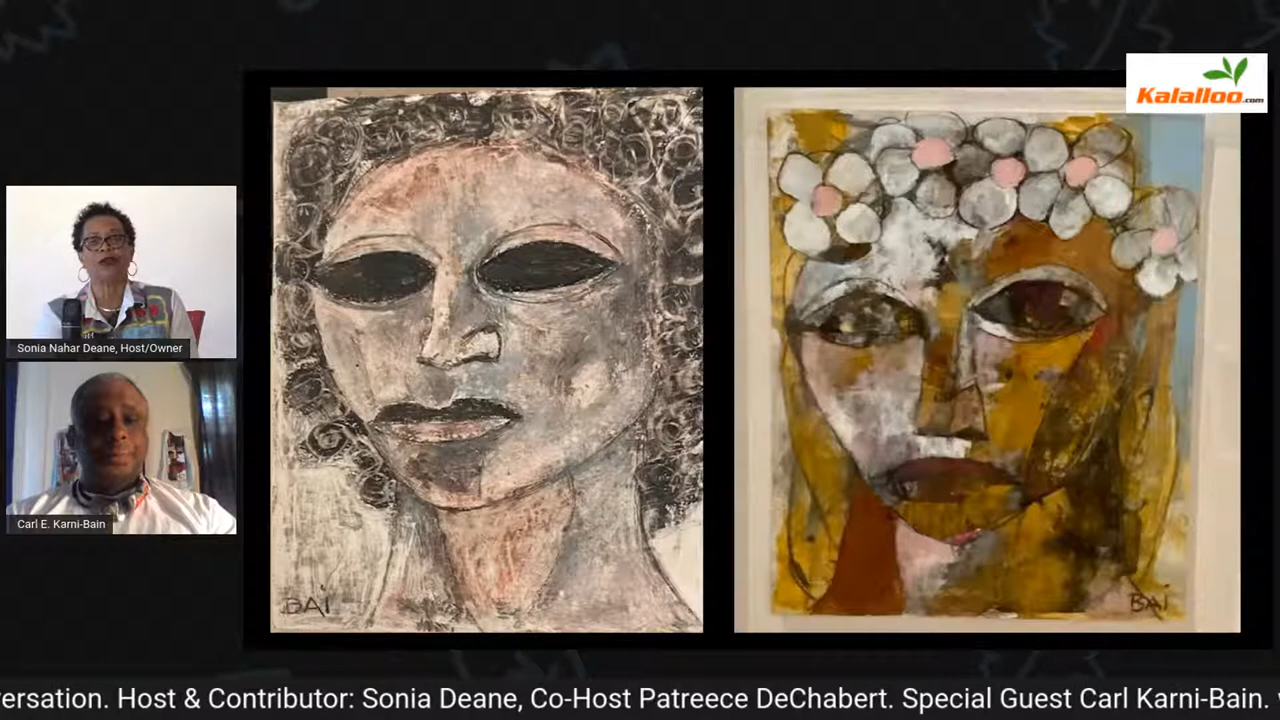 Kalalloo.com
Sonia Nahar Deane, Host/Owner
Carl E. Karni-Bain
BAi
BAi
ersation. Host & Contributor: Sonia Deane, Co-Host Patreece DeChabert. Special Guest Carl Karni-Bain.